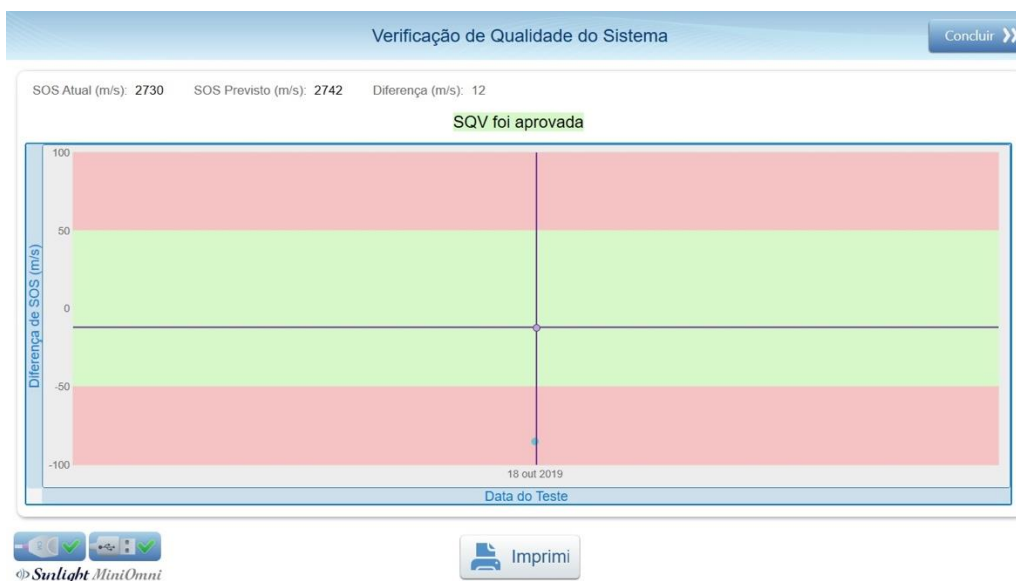 Verificação de Qualidade do Sistema
Concluir
SOS Atual (m/s): 2730 SOS Previsto (m/s): 2742 Diferença (m/s): 12
SQV foi aprovada
Diferença de SOS (m/s)
100
50
0
-50
-100
18 out 2019
Data do Teste
Imprimi
Sunlight MiniOmni